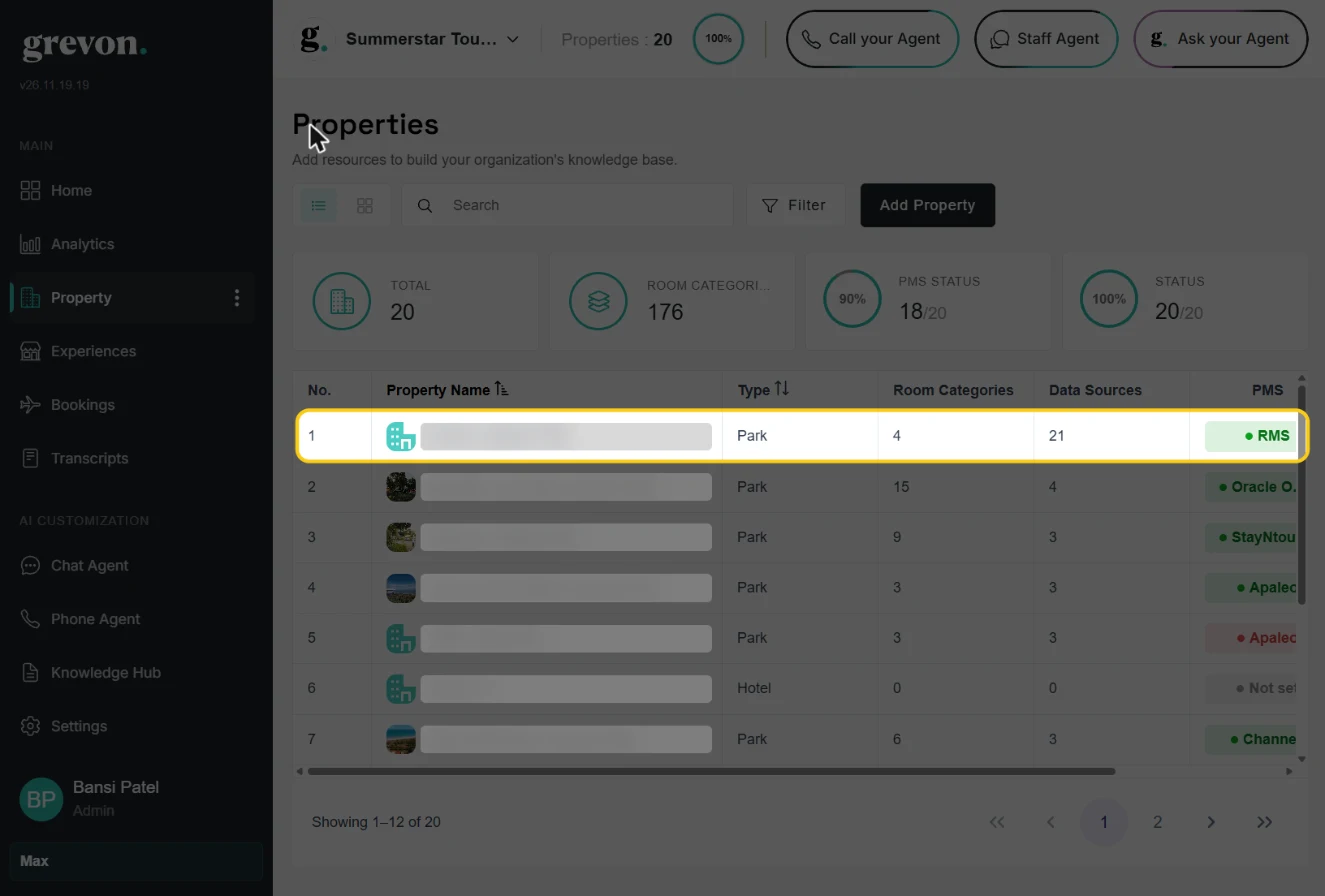 grevon.
v26.11.19.19
MAIN
Home
Analytics
Property
Experiences
Bookings
Transcripts
AI CUSTOMIZATION
Chat Agent
Phone Agent
Knowledge Hub
Settings
BP
Bansi Patel
Admin
Max
g. Summerstar Tou... Properties : 20 100% Call your Agent Staff Agent g. Ask your Agent
Properties
Add resources to build your organization's knowledge base.
Search Filter Add Property
TOTAL
20
ROOM CATEGORI...
176
90%
PMS STATUS
18/20
100%
STATUS
20/20
No. Property Name Type Room Categories Data Sources PMS
1 Park 4 21 RMS
2 Park 15 4 Oracle O.
3 Park 9 3 StayNtou
4 Park 3 3 Apaleo
5 Park 3 3 Apaleo
6 Hotel 0 0 Not set
7 Park 6 3 Channe
Showing 1–12 of 20 1 2